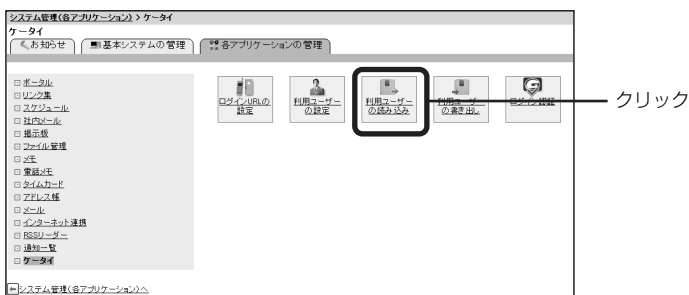 システム管理(各アプリケーション) > ケータイ
ケータイ
お知らせ 基本システムの管理 各アプリケーションの管理
ログインURLの設定
利用ユーザーの設定
利用ユーザーの読み込み
利用ユーザーの書き出し
ログイン認証
クリック
ポータル
リンク集
スケジュール
社内メール
掲示板
ファイル管理
メモ
電話メモ
タイムカード
アドレス帳
メール
インターネット連携
RSSリーダー
通知一覧
ケータイ
システム管理(各アプリケーション)へ